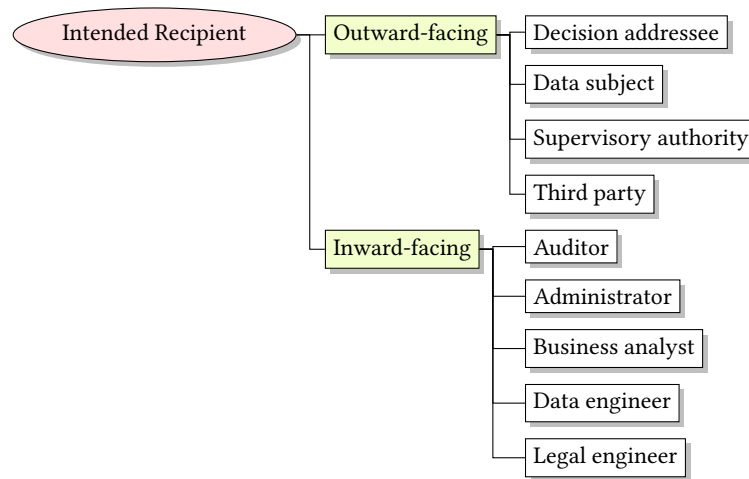 Intended Recipient
Outward-facing
Decision addressee
Data subject
Supervisory authority
Third party
Inward-facing
Auditor
Administrator
Business analyst
Data engineer
Legal engineer